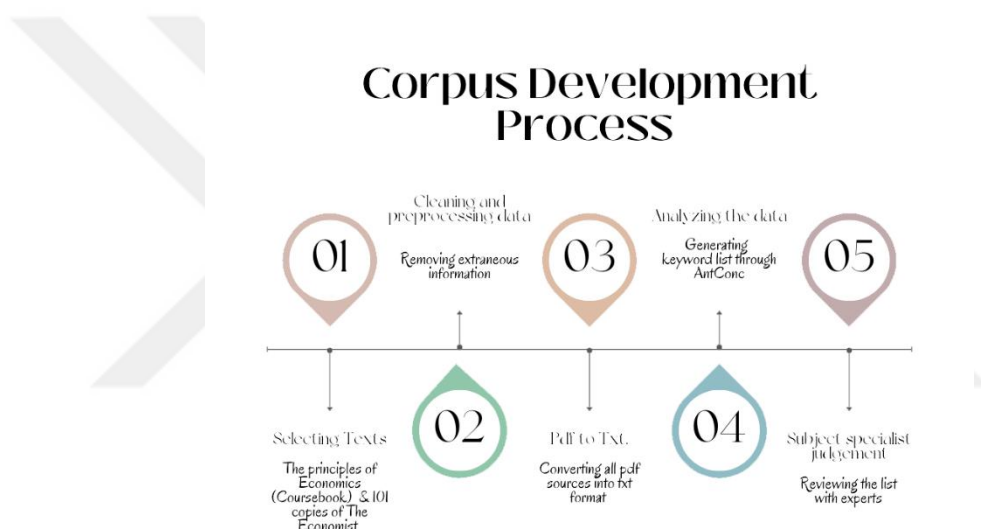 Corpus Development
Process
01
Selecting Texts
The principles of
Economics
(Coursebook) & 101
copies of The
Economist
02
Cleaning and
preprocessing data
Removing extraneous
information
03
Pdf to Txt.
Converting all pdf
sources into txt
format
04
Analyzing the data
Generating
keyword list through
AntConc
05
Subject specialist
judgement
Reviewing the list
with experts